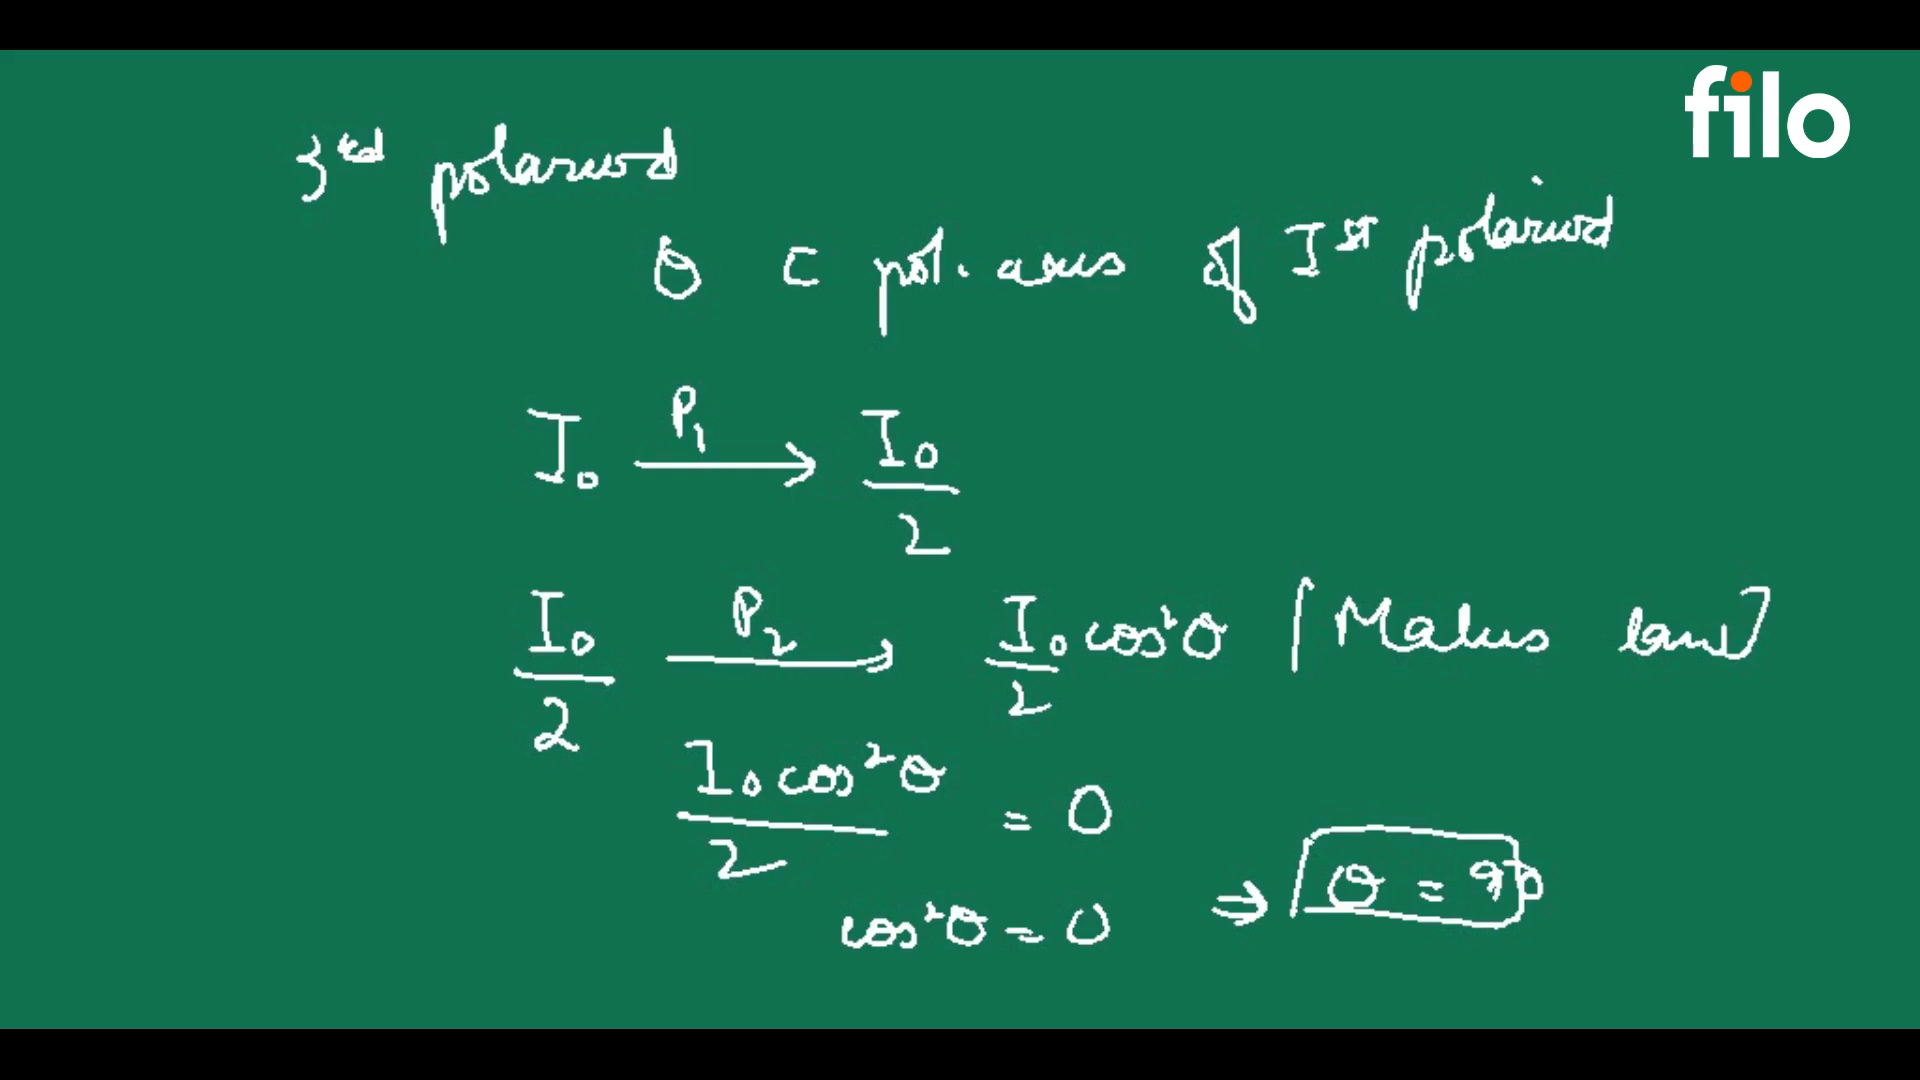 filo
3rd polaroid
θ c pol. axis of Ist polaroid
I₀ —P₁→ I₀/2
I₀/2 —P₂→ I₀/2 cos²θ [Malus law]
I₀cos²θ/2 = 0
cos²θ = 0 ⇒ θ = 90